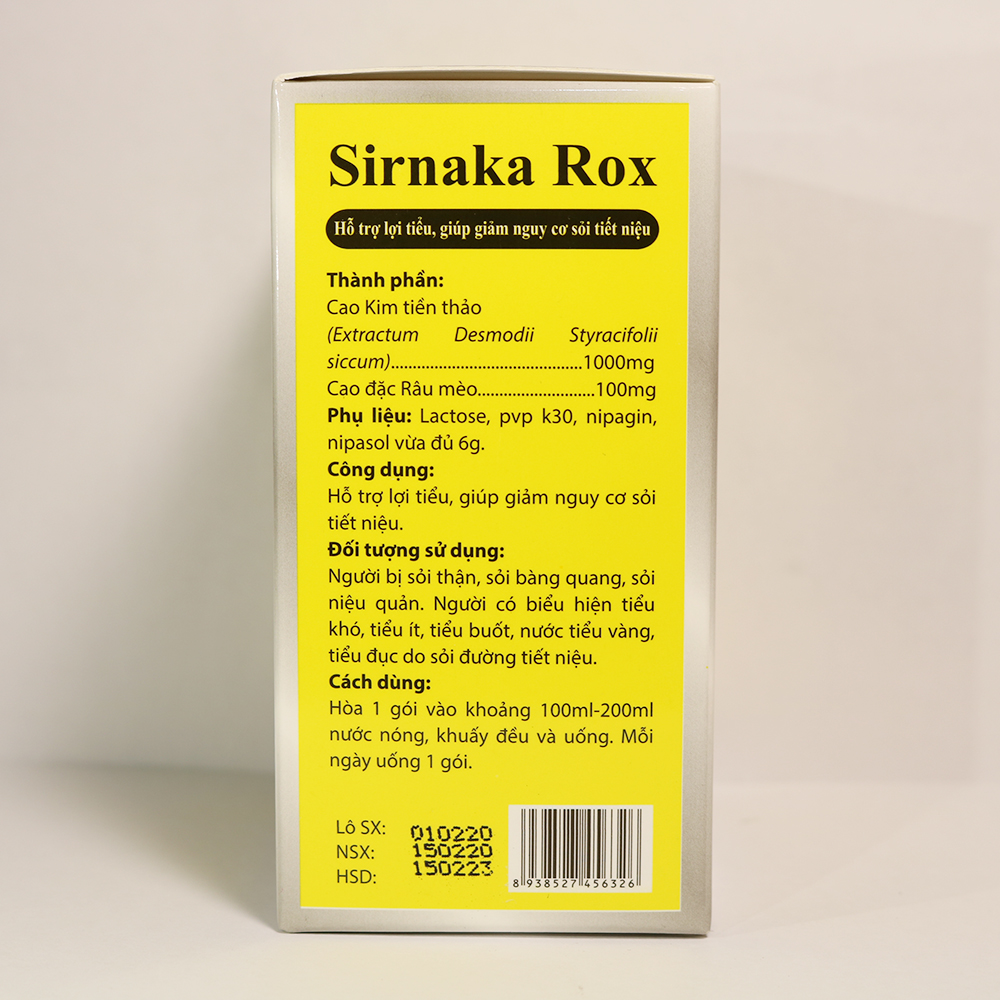 Sirnaka Rox
Hỗ trợ lợi tiểu, giúp giảm nguy cơ sỏi tiết niệu
Thành phần:
Cao Kim tiền thảo
(Extractum Desmodii Styracifolii
siccum)............................................1000mg
Cao đặc Râu mèo...........................100mg
Phụ liệu: Lactose, pvp k30, nipagin,
nipasol vừa đủ 6g.
Công dụng:
Hỗ trợ lợi tiểu, giúp giảm nguy cơ sỏi
tiết niệu.
Đối tượng sử dụng:
Người bị sỏi thận, sỏi bàng quang, sỏi
niệu quản. Người có biểu hiện tiểu
khó, tiểu ít, tiểu buốt, nước tiểu vàng,
tiểu đục do sỏi đường tiết niệu.
Cách dùng:
Hòa 1 gói vào khoảng 100ml-200ml
nước nóng, khuấy đều và uống. Mỗi
ngày uống 1 gói.
Lô SX: 010220
NSX: 150220
HSD: 150223
8 938527 456326